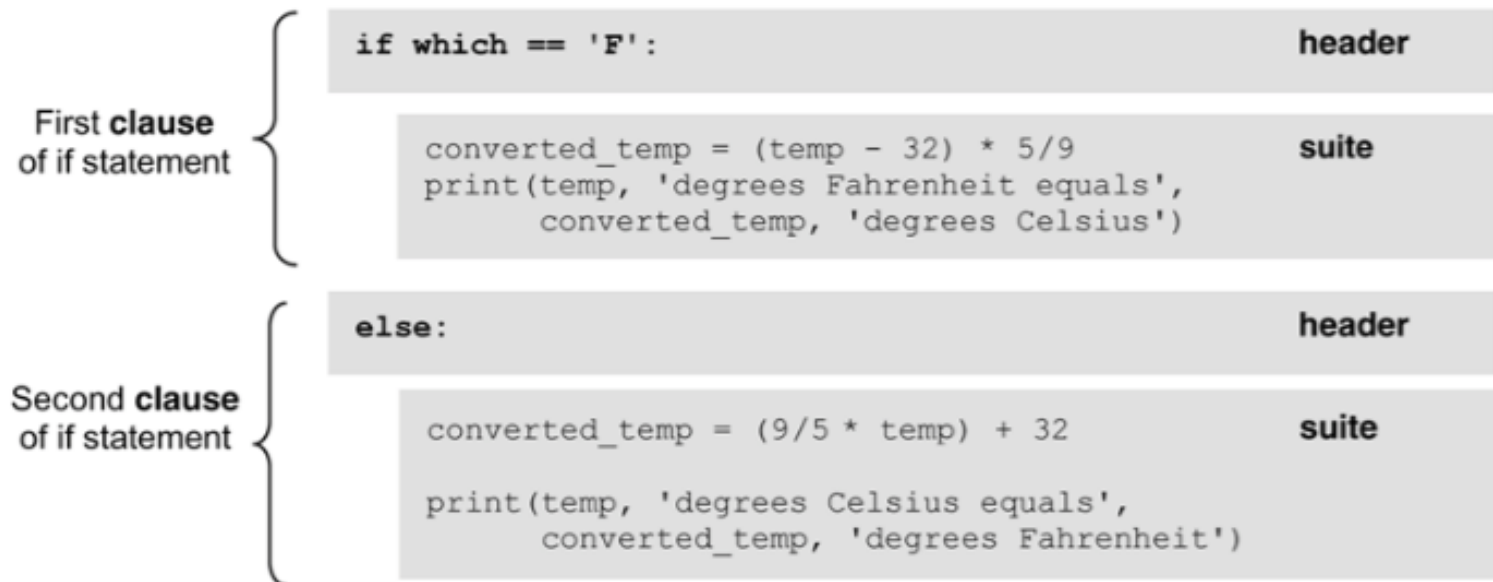 if which == 'F': header
First clause
of if statement
converted_temp = (temp - 32) * 5/9 suite
print(temp, 'degrees Fahrenheit equals',
converted_temp, 'degrees Celsius')
else: header
Second clause
of if statement
converted_temp = (9/5 * temp) + 32 suite
print(temp, 'degrees Celsius equals',
converted_temp, 'degrees Fahrenheit')